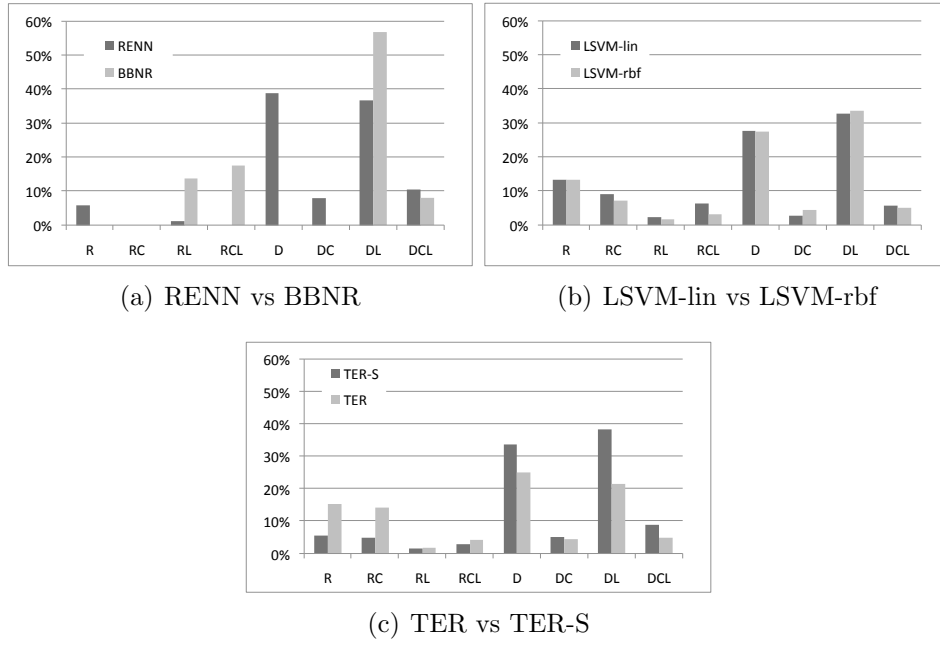 60%
50%
40%
30%
20%
10%
0%
RENN
BBNR
R RC RL RCL D DC DL DCL
(a) RENN vs BBNR
60%
50%
40%
30%
20%
10%
0%
LSVM-lin
LSVM-rbf
R RC RL RCL D DC DL DCL
(b) LSVM-lin vs LSVM-rbf
60%
50%
40%
30%
20%
10%
0%
TER-S
TER
R RC RL RCL D DC DL DCL
(c) TER vs TER-S